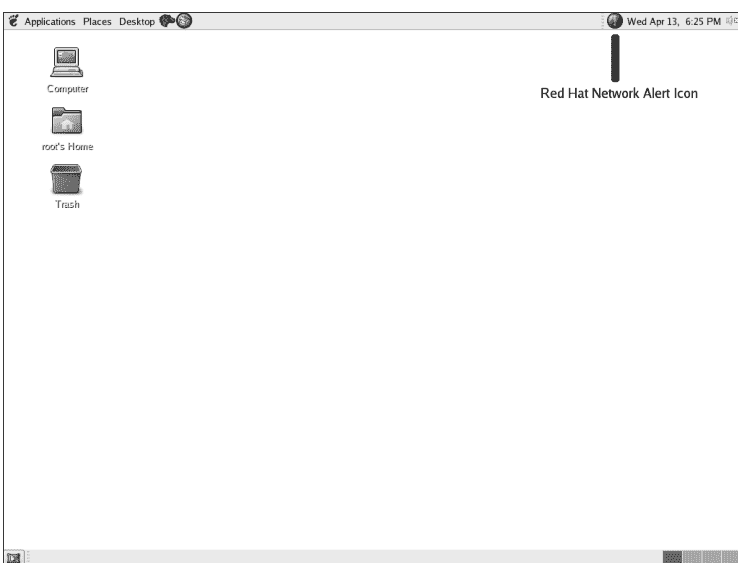 Applications Places Desktop Wed Apr 13, 6:25 PM
Red Hat Network Alert Icon
Computer
root's Home
Trash